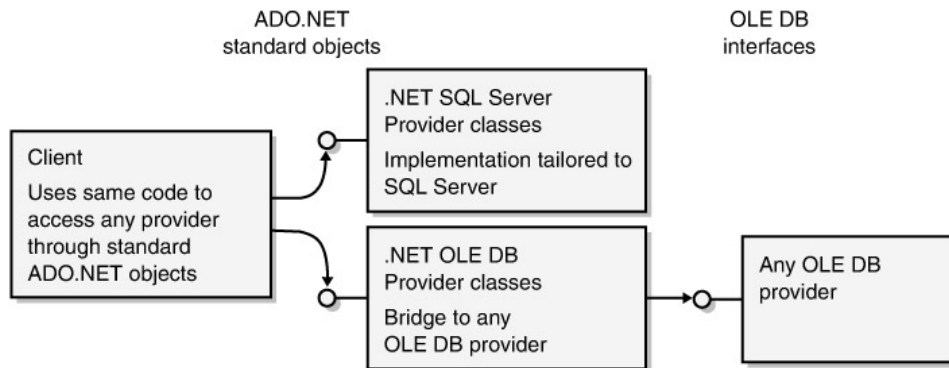 ADO.NET
standard objects
OLE DB
interfaces
Client
Uses same code to
access any provider
through standard
ADO.NET objects
.NET SQL Server
Provider classes
Implementation tailored to
SQL Server
.NET OLE DB
Provider classes
Bridge to any
OLE DB provider
Any OLE DB
provider